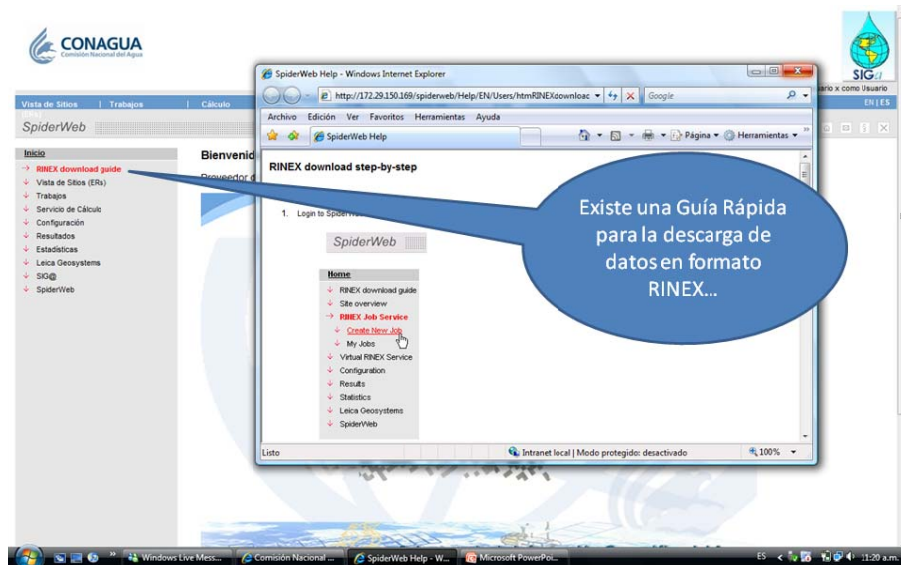 CONAGUA
Comisión Nacional del Agua
SIG@
ario x como Usuario
Vista de Sitios | Trabajos | Cálculo
EN | ES
SpiderWeb
Inicio
RINEX download guide
Vista de Sitios (ERs)
Trabajos
Servicio de Cálculo
Configuración
Resultados
Estadísticas
Leica Geosystems
SIG@
SpiderWeb
Bienvenid
Proveedor d
SpiderWeb Help - Windows Internet Explorer
http://172.29.150.169/spiderweb/Help/EN/Users/htmRINEXdownloac
Google
Archivo Edición Ver Favoritos Herramientas Ayuda
SpiderWeb Help
Página
Herramientas
RINEX download step-by-step
1. Login to SpiderW
SpiderWeb
Home
RINEX download guide
Site overview
RINEX Job Service
Create New Job
My Jobs
Virtual RINEX Service
Configuration
Results
Statistics
Leica Geosystems
SpiderWeb
Existe una Guía Rápida
para la descarga de
datos en formato
RINEX...
Listo
Intranet local | Modo protegido: desactivado
100%
Windows Live Mess...
Comisión Nacional ...
SpiderWeb Help - W...
Microsoft PowerPoi...
ES
11:20 a.m.